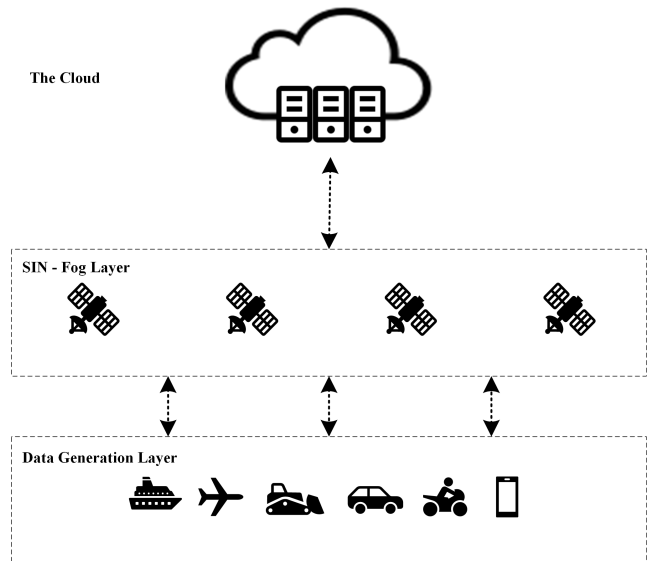 The Cloud
SIN - Fog Layer
Data Generation Layer